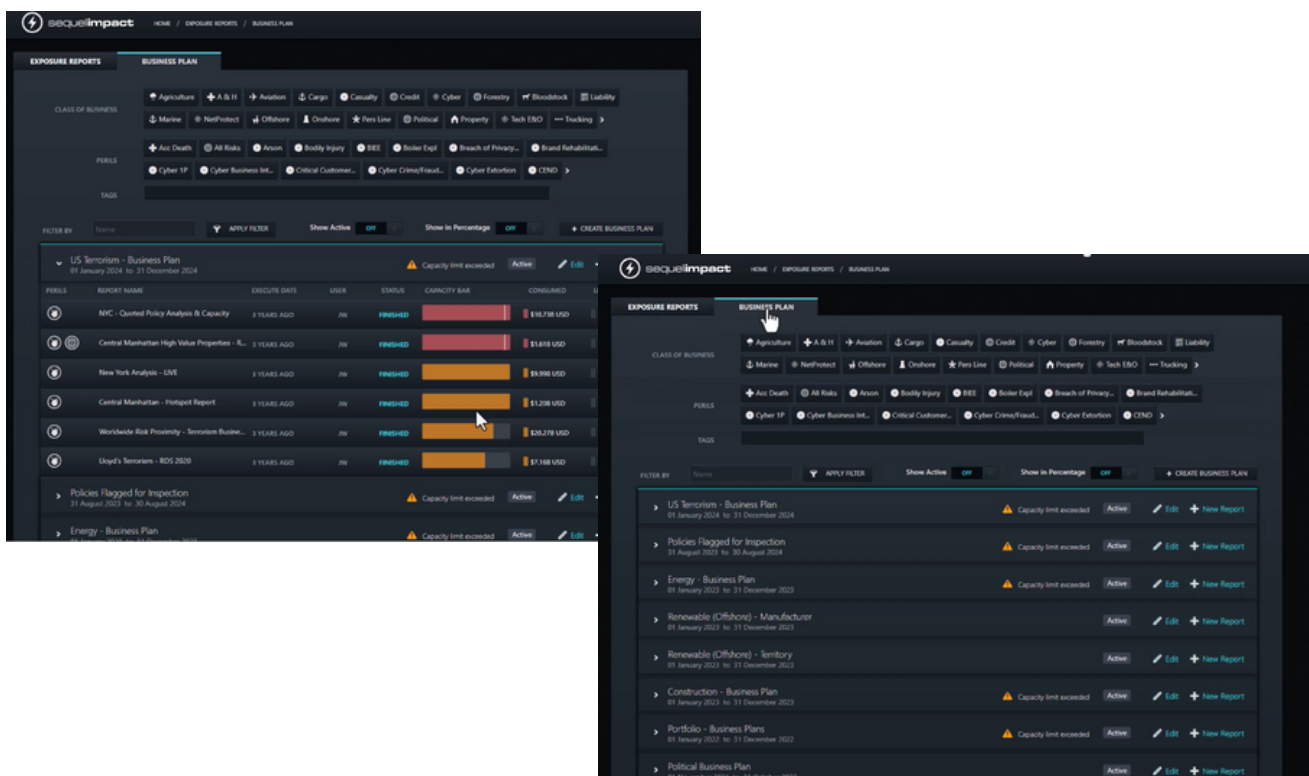 sequelimpact HOME / EXPOSURE REPORTS / BUSINESS PLAN
EXPOSURE REPORTS BUSINESS PLAN
CLASS OF BUSINESS
Agriculture A & H Aviation Cargo Casualty Credit Cyber Forestry Bloodstock Liability
Marine NetProtect Offshore Onshore Pers Line Political Property Tech E&O Trucking
PERILS
Acc Death All Risks Arson Bodily Injury BIEE Boiler Expl Breach of Privacy... Brand Rehabilitati...
Cyber 1P Cyber Business Int... Critical Customer... Cyber Crime/Fraud... Cyber Extortion CEND
TAGS
FILTER BY Name APPLY FILTER Show Active OFF Show in Percentage OFF + CREATE BUSINESS PLAN
US Terrorism - Business Plan
01 January 2024 to 31 December 2024
Capacity limit exceeded Active Edit
PERILS REPORT NAME EXECUTE DATE USER STATUS CAPACITY BAR CONSUMED
NYC - Quoted Policy Analysis & Capacity 3 YEARS AGO JW FINISHED $10.738 USD
Central Manhattan High Value Properties - R... 3 YEARS AGO JW FINISHED $1.618 USD
New York Analysis - LIVE 3 YEARS AGO JW FINISHED $9.998 USD
Central Manhattan - Hotspot Report 3 YEARS AGO JW FINISHED $1.208 USD
Worldwide Risk Proximity - Terrorism Busine... 3 YEARS AGO JW FINISHED $26.278 USD
Lloyd's Terrorism - RDS 2020 3 YEARS AGO JW FINISHED $7.168 USD
Policies Flagged for Inspection
31 August 2023 to 30 August 2024
Capacity limit exceeded Active Edit
Energy - Business Plan
Capacity limit exceeded Active Edit
sequelimpact HOME / EXPOSURE REPORTS / BUSINESS PLAN
EXPOSURE REPORTS BUSINESS PLAN
CLASS OF BUSINESS
Agriculture A & H Aviation Cargo Casualty Credit Cyber Forestry Bloodstock Liability
Marine NetProtect Offshore Onshore Pers Line Political Property Tech E&O Trucking
PERILS
Acc Death All Risks Arson Bodily Injury BIEE Boiler Expl Breach of Privacy... Brand Rehabilitati...
Cyber 1P Cyber Business Int... Critical Customer... Cyber Crime/Fraud... Cyber Extortion CEND
TAGS
FILTER BY Name APPLY FILTER Show Active OFF Show in Percentage OFF + CREATE BUSINESS PLAN
US Terrorism - Business Plan
01 January 2024 to 31 December 2024
Capacity limit exceeded Active Edit New Report
Policies Flagged for Inspection
31 August 2023 to 30 August 2024
Capacity limit exceeded Active Edit New Report
Energy - Business Plan
01 January 2023 to 31 December 2023
Capacity limit exceeded Active Edit New Report
Renewable (Offshore) - Manufacturer
01 January 2023 to 31 December 2023
Active Edit New Report
Renewable (Offshore) - Territory
01 January 2023 to 31 December 2023
Active Edit New Report
Construction - Business Plan
01 January 2023 to 31 December 2023
Capacity limit exceeded Active Edit New Report
Portfolio - Business Plans
01 January 2022 to 31 December 2022
Capacity limit exceeded Active Edit New Report
Political Business Plan
Active Edit New Report